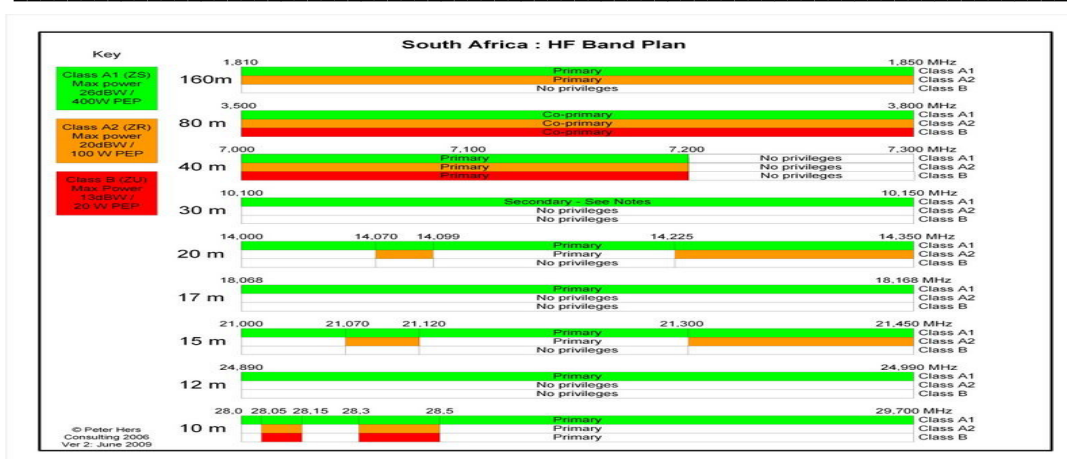 South Africa : HF Band Plan
Key
Class A1 (ZS)
Max power
26dBW /
400W PEP
Class A2 (ZR)
Max power
20dBW /
100 W PEP
Class B (ZU)
Max Power
13dBW /
20 W PEP
1,810 1,850 MHz
160m Primary Class A1
Primary Class A2
No privileges Class B
3,500 3,800 MHz
80 m Co-primary Class A1
Co-primary Class A2
Co-primary Class B
7,000 7,100 7,200 7,300 MHz
40 m Primary No privileges Class A1
Primary No privileges Class A2
Primary No privileges Class B
10,100 10,150 MHz
30 m Secondary - See Notes Class A1
No privileges Class A2
No privileges Class B
14,000 14,070 14,099 14,225 14,350 MHz
20 m Primary Class A1
Primary Class A2
No privileges Class B
18,068 18,168 MHz
17 m Primary Class A1
No privileges Class A2
No privileges Class B
21,000 21,070 21,120 21,300 21,450 MHz
15 m Primary Class A1
Primary Class A2
No privileges Class B
24,890 24,990 MHz
12 m Primary Class A1
No privileges Class A2
No privileges Class B
28,0 28,05 28,15 28,3 28,5 29,700 MHz
10 m Primary Class A1
Primary Class A2
Primary Class B
© Peter Hers
Consulting 2006
Ver 2: June 2009